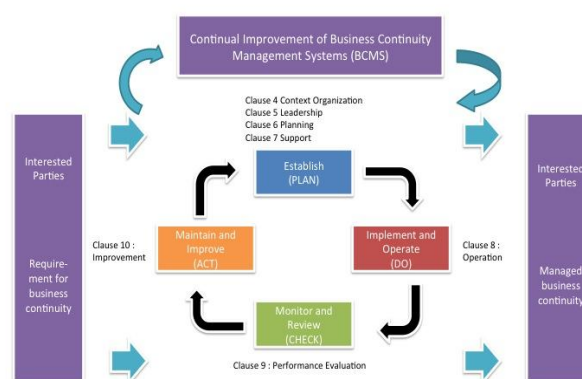 Continual Improvement of Business Continuity
Management Systems (BCMS)
Clause 4 Context Organization
Clause 5 Leadership
Clause 6 Planning
Clause 7 Support
Interested
Parties
Require-
ment for
business
continuity
Establish
(PLAN)
Clause 10 :
Improvement
Maintain and
Improve
(ACT)
Implement and
Operate
(DO)
Clause 8 :
Operation
Monitor and
Review
(CHECK)
Clause 9 : Performance Evaluation
Interested
Parties
Managed
business
continuity